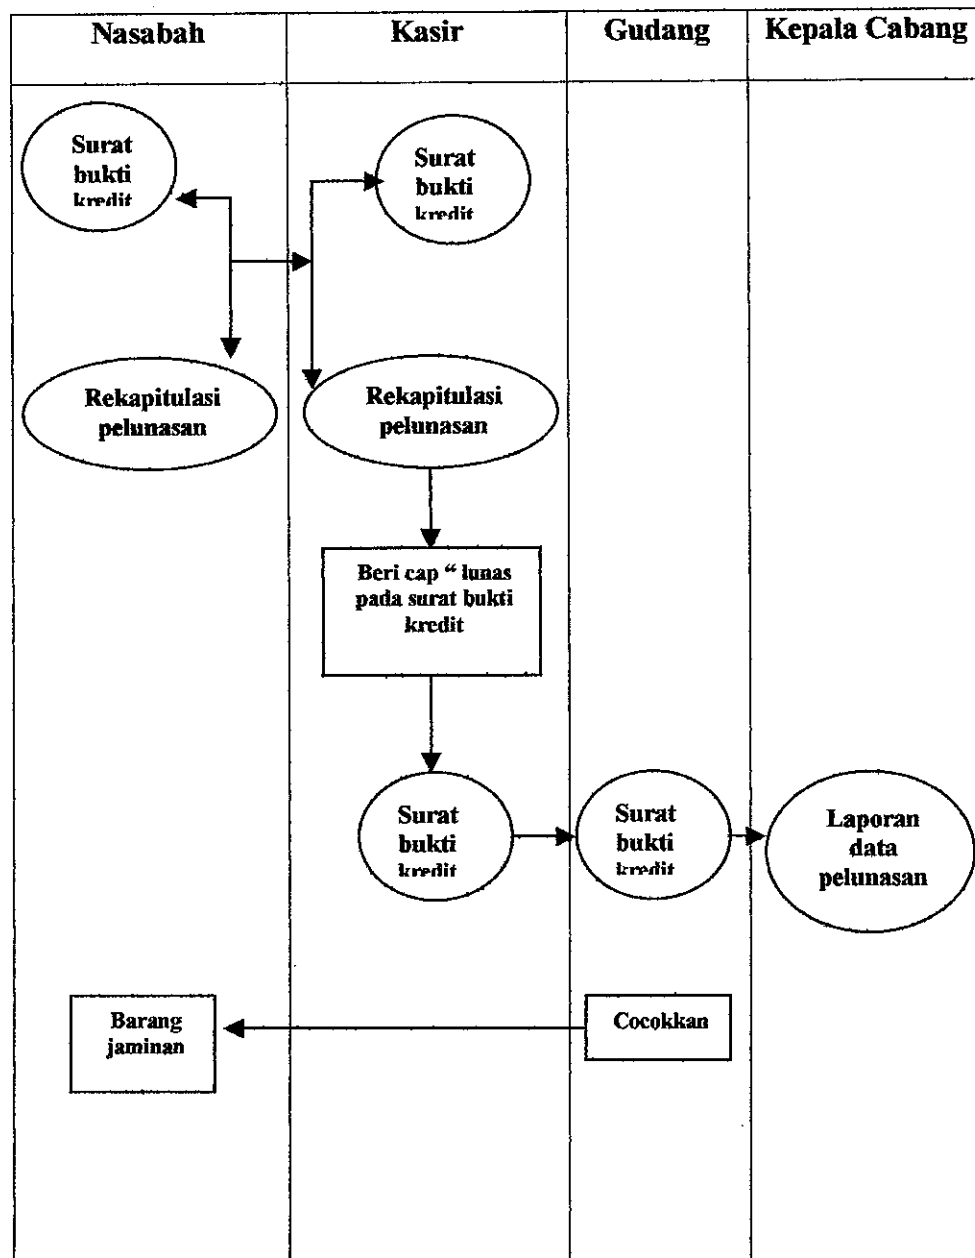 Nasabah
Kasir
Gudang
Kepala Cabang
Surat
bukti
kredit
Surat
bukti
kredit
Rekapitulasi
pelunasan
Rekapitulasi
pelunasan
Beri cap “ lunas
pada surat bukti
kredit
Surat
bukti
kredit
Surat
bukti
kredit
Laporan
data
pelunasan
Barang
jaminan
Cocokkan